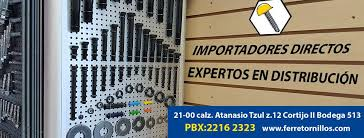 IMPORTADORES DIRECTOS
EXPERTOS EN DISTRIBUCIÓN
21-00 calz. Atanasio Tzul z.12 Cortijo II Bodega 518
PBX:2216 2323 www.ferretornillos.com